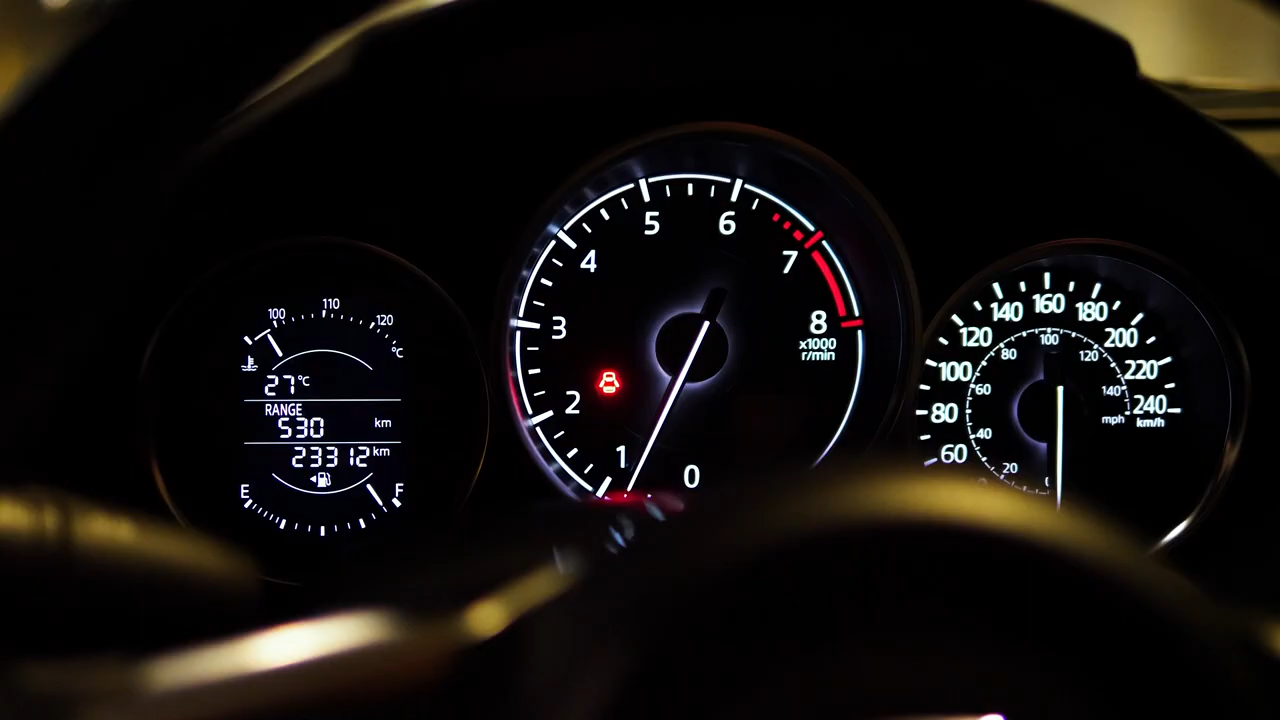 100 110 120
°C
27°C
RANGE
530 km
23312 km
E F
0 1 2 3 4 5 6 7 8
x1000
r/min
60 80 100 120 140 160 180 200 220 240
km/h
0 20 40 60 80 100 120 140
mph